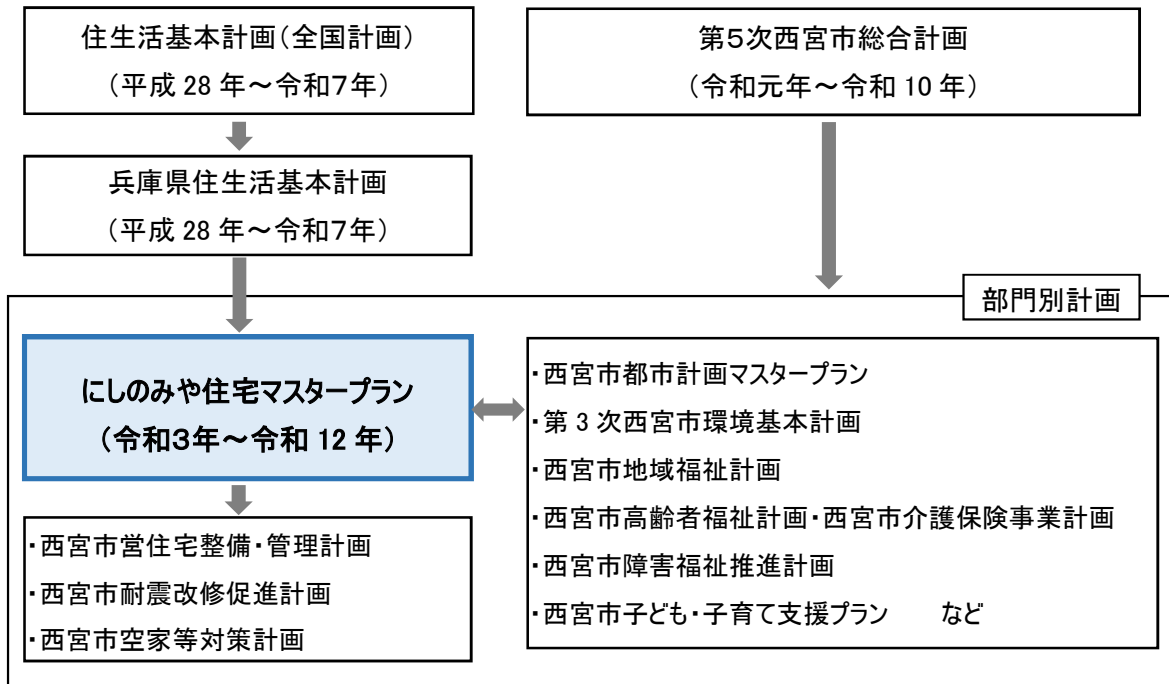 住生活基本計画(全国計画)
(平成 28 年~令和7年)
第5次西宮市総合計画
(令和元年~令和 10 年)
兵庫県住生活基本計画
(平成 28 年~令和7年)
部門別計画
にしのみや住宅マスタープラン
(令和3年~令和 12 年)
・西宮市都市計画マスタープラン
・第 3 次西宮市環境基本計画
・西宮市地域福祉計画
・西宮市高齢者福祉計画・西宮市介護保険事業計画
・西宮市障害福祉推進計画
・西宮市子ども・子育て支援プラン など
・西宮市営住宅整備・管理計画
・西宮市耐震改修促進計画
・西宮市空家等対策計画